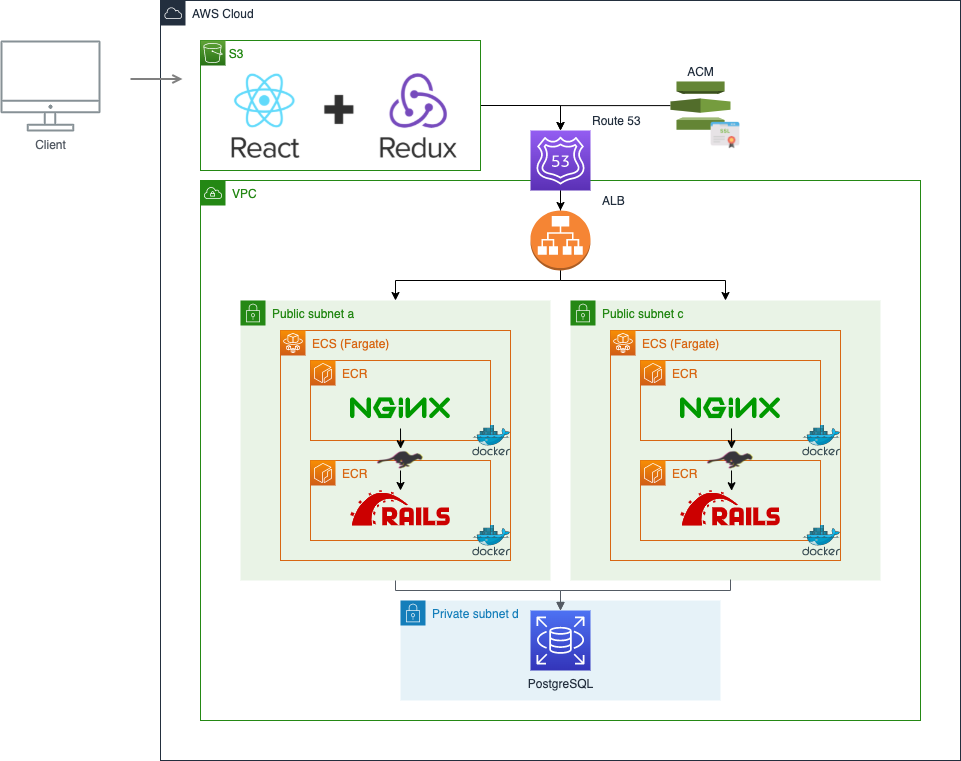 AWS Cloud
S3
React
Redux
Client
ACM
SSL
Route 53
53
VPC
ALB
Public subnet a
ECS (Fargate)
ECR
NGINX
docker
ECR
RAILS
docker
Public subnet c
ECS (Fargate)
ECR
NGINX
docker
ECR
RAILS
docker
Private subnet d
PostgreSQL